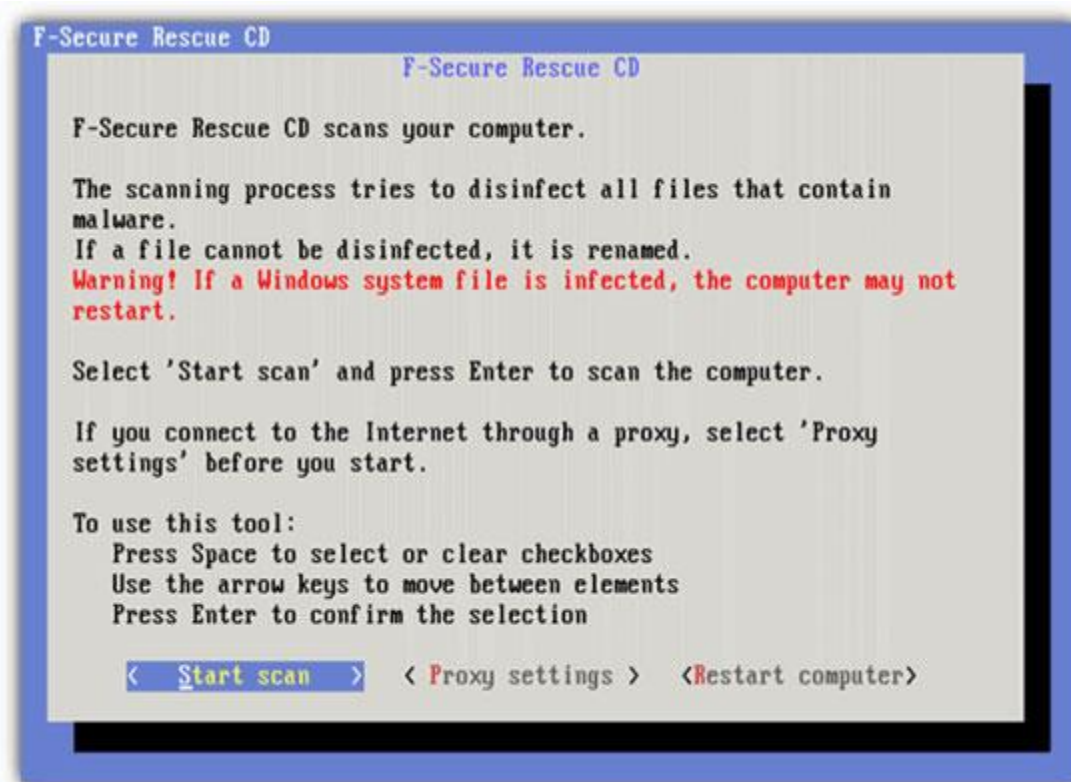 F-Secure Rescue CD
F-Secure Rescue CD
F-Secure Rescue CD scans your computer.
The scanning process tries to disinfect all files that contain
malware.
If a file cannot be disinfected, it is renamed.
Warning! If a Windows system file is infected, the computer may not
restart.
Select 'Start scan' and press Enter to scan the computer.
If you connect to the Internet through a proxy, select 'Proxy
settings' before you start.
To use this tool:
Press Space to select or clear checkboxes
Use the arrow keys to move between elements
Press Enter to confirm the selection
< Start scan > < Proxy settings > <Restart computer>